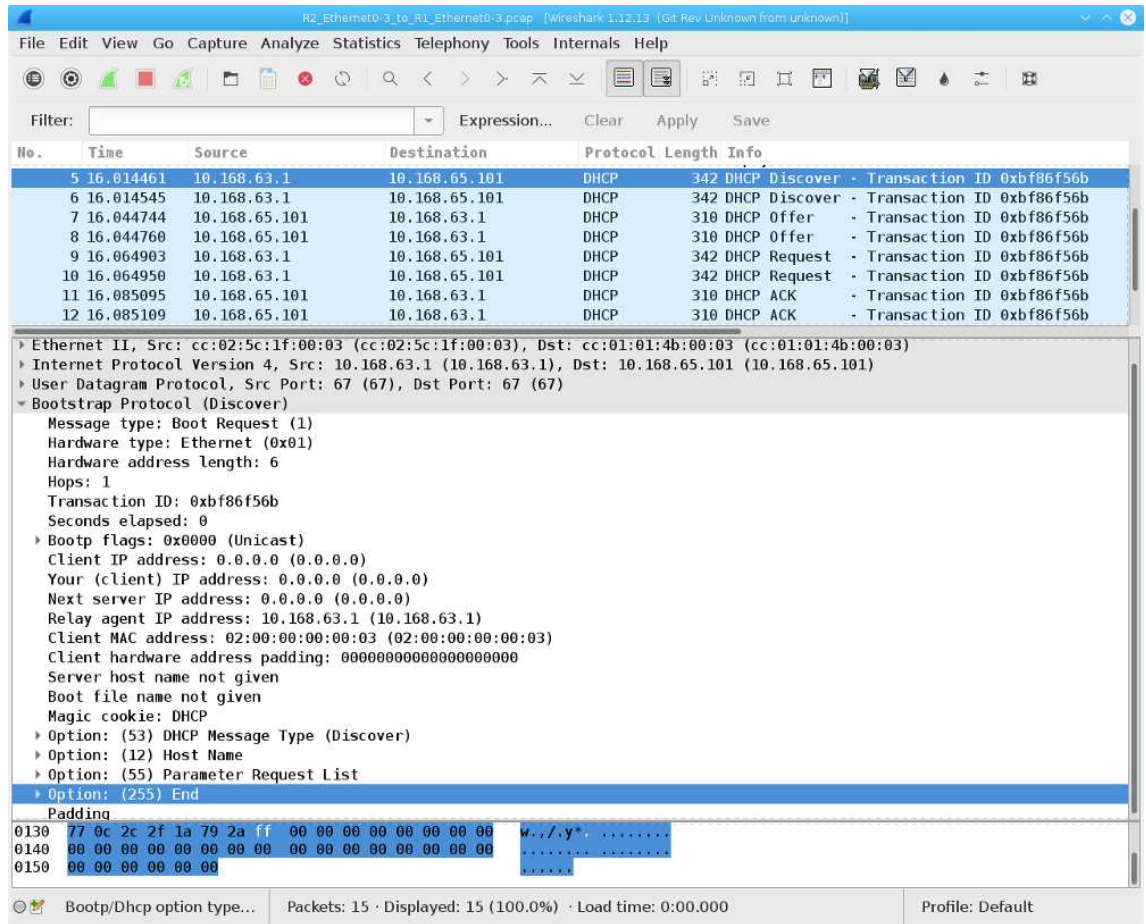 R2_Ethernet0-3_to_R1_Ethernet0-3.pcap [Wireshark 1.12.13 (Git Rev Unknown from unknown)]
File Edit View Go Capture Analyze Statistics Telephony Tools Internals Help
Filter: Expression... Clear Apply Save
No. Time Source Destination Protocol Length Info
5 16.014461 10.168.63.1 10.168.65.101 DHCP 342 DHCP Discover - Transaction ID 0xbf86f56b
6 16.014545 10.168.63.1 10.168.65.101 DHCP 342 DHCP Discover - Transaction ID 0xbf86f56b
7 16.044744 10.168.65.101 10.168.63.1 DHCP 310 DHCP Offer - Transaction ID 0xbf86f56b
8 16.044760 10.168.65.101 10.168.63.1 DHCP 310 DHCP Offer - Transaction ID 0xbf86f56b
9 16.064903 10.168.63.1 10.168.65.101 DHCP 342 DHCP Request - Transaction ID 0xbf86f56b
10 16.064950 10.168.63.1 10.168.65.101 DHCP 342 DHCP Request - Transaction ID 0xbf86f56b
11 16.085095 10.168.65.101 10.168.63.1 DHCP 310 DHCP ACK - Transaction ID 0xbf86f56b
12 16.085109 10.168.65.101 10.168.63.1 DHCP 310 DHCP ACK - Transaction ID 0xbf86f56b
Ethernet II, Src: cc:02:5c:1f:00:03 (cc:02:5c:1f:00:03), Dst: cc:01:01:4b:00:03 (cc:01:01:4b:00:03)
Internet Protocol Version 4, Src: 10.168.63.1 (10.168.63.1), Dst: 10.168.65.101 (10.168.65.101)
User Datagram Protocol, Src Port: 67 (67), Dst Port: 67 (67)
Bootstrap Protocol (Discover)
Message type: Boot Request (1)
Hardware type: Ethernet (0x01)
Hardware address length: 6
Hops: 1
Transaction ID: 0xbf86f56b
Seconds elapsed: 0
Bootp flags: 0x0000 (Unicast)
Client IP address: 0.0.0.0 (0.0.0.0)
Your (client) IP address: 0.0.0.0 (0.0.0.0)
Next server IP address: 0.0.0.0 (0.0.0.0)
Relay agent IP address: 10.168.63.1 (10.168.63.1)
Client MAC address: 02:00:00:00:00:03 (02:00:00:00:00:03)
Client hardware address padding: 00000000000000000000
Server host name not given
Boot file name not given
Magic cookie: DHCP
Option: (53) DHCP Message Type (Discover)
Option: (12) Host Name
Option: (55) Parameter Request List
Option: (255) End
Padding
0130 77 0c 2c 2f 1a 79 2a ff 00 00 00 00 00 00 00 00 w.,/.y*. ........
0140 00 00 00 00 00 00 00 00 00 00 00 00 00 00 00 00 ........ ........
0150 00 00 00 00 00 00 ......
Bootp/Dhcp option type... Packets: 15 · Displayed: 15 (100.0%) · Load time: 0:00.000 Profile: Default